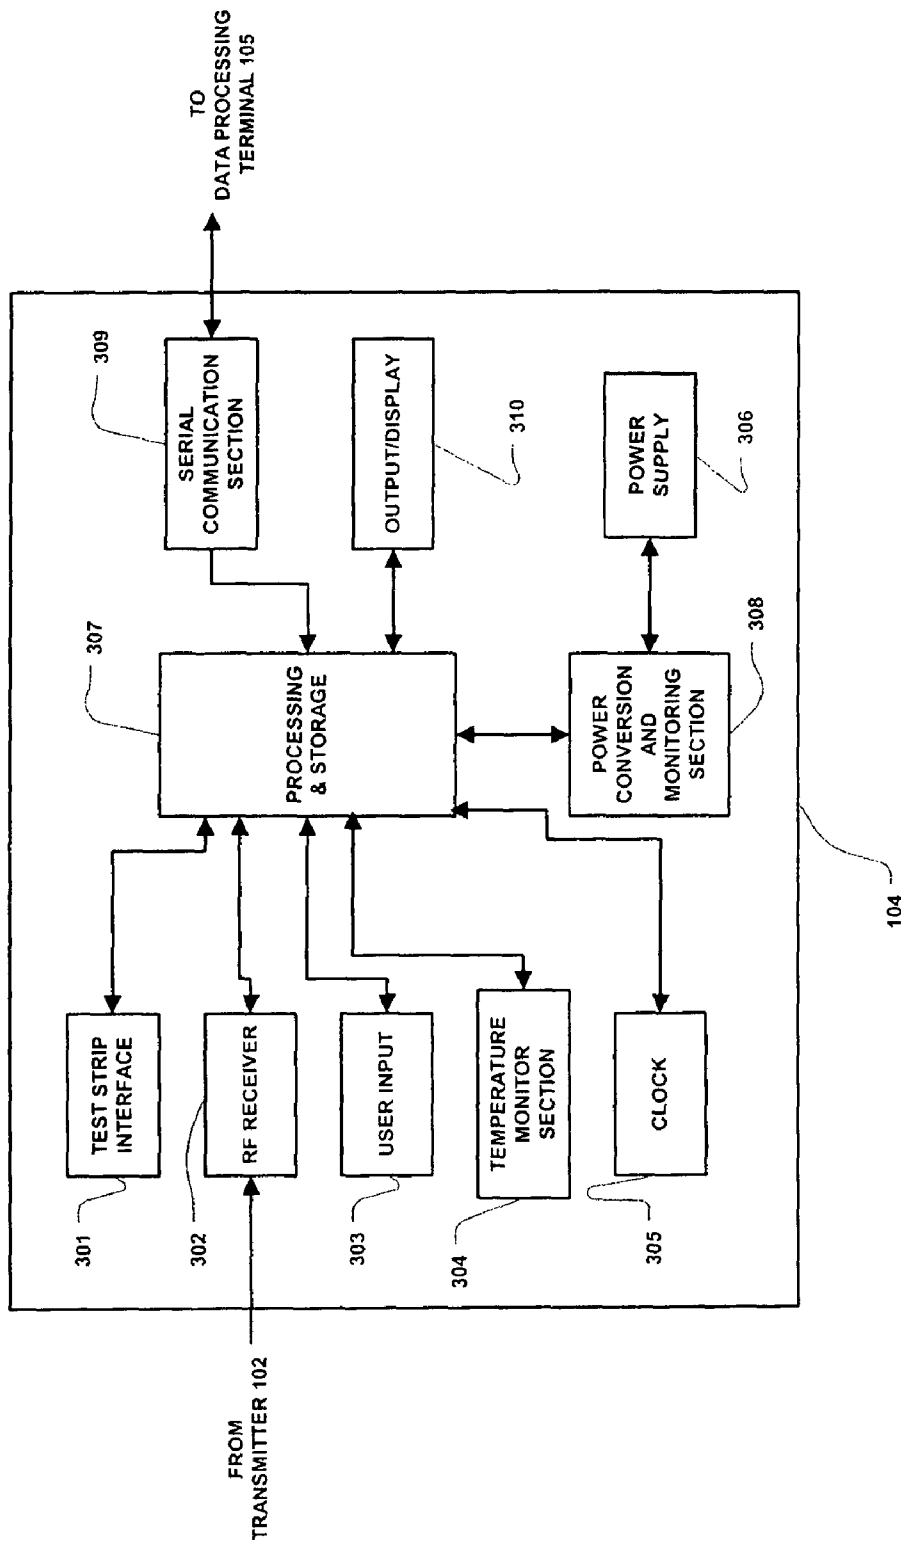 FROM
TRANSMITTER 102
301
TEST STRIP
INTERFACE
302
RF RECEIVER
303
USER INPUT
304
TEMPERATURE
MONITOR
SECTION
305
CLOCK
307
PROCESSING
& STORAGE
308
POWER
CONVERSION
AND
MONITORING
SECTION
309
SERIAL
COMMUNICATION
SECTION
OUTPUT/DISPLAY
310
POWER
SUPPLY
306
TO
DATA PROCESSING
TERMINAL 105
104